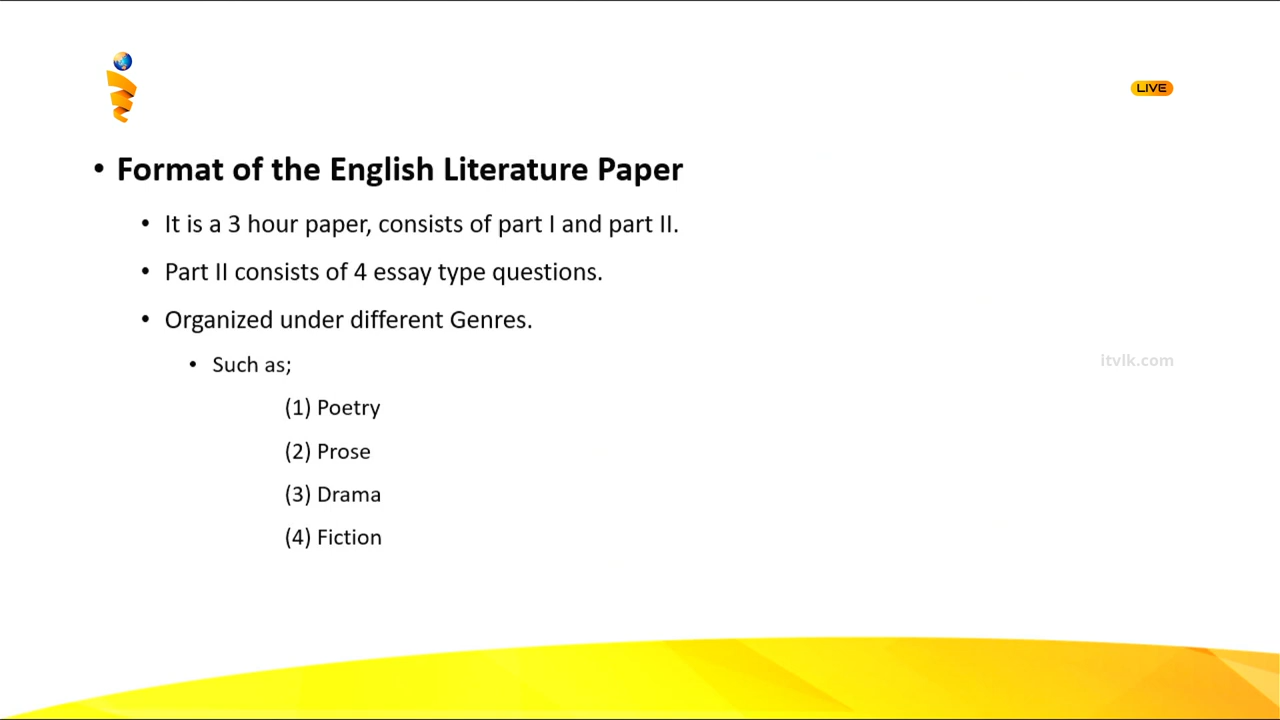 LIVE
• Format of the English Literature Paper
• It is a 3 hour paper, consists of part I and part II.
• Part II consists of 4 essay type questions.
• Organized under different Genres.
• Such as;
itvlk.com
(1) Poetry
(2) Prose
(3) Drama
(4) Fiction